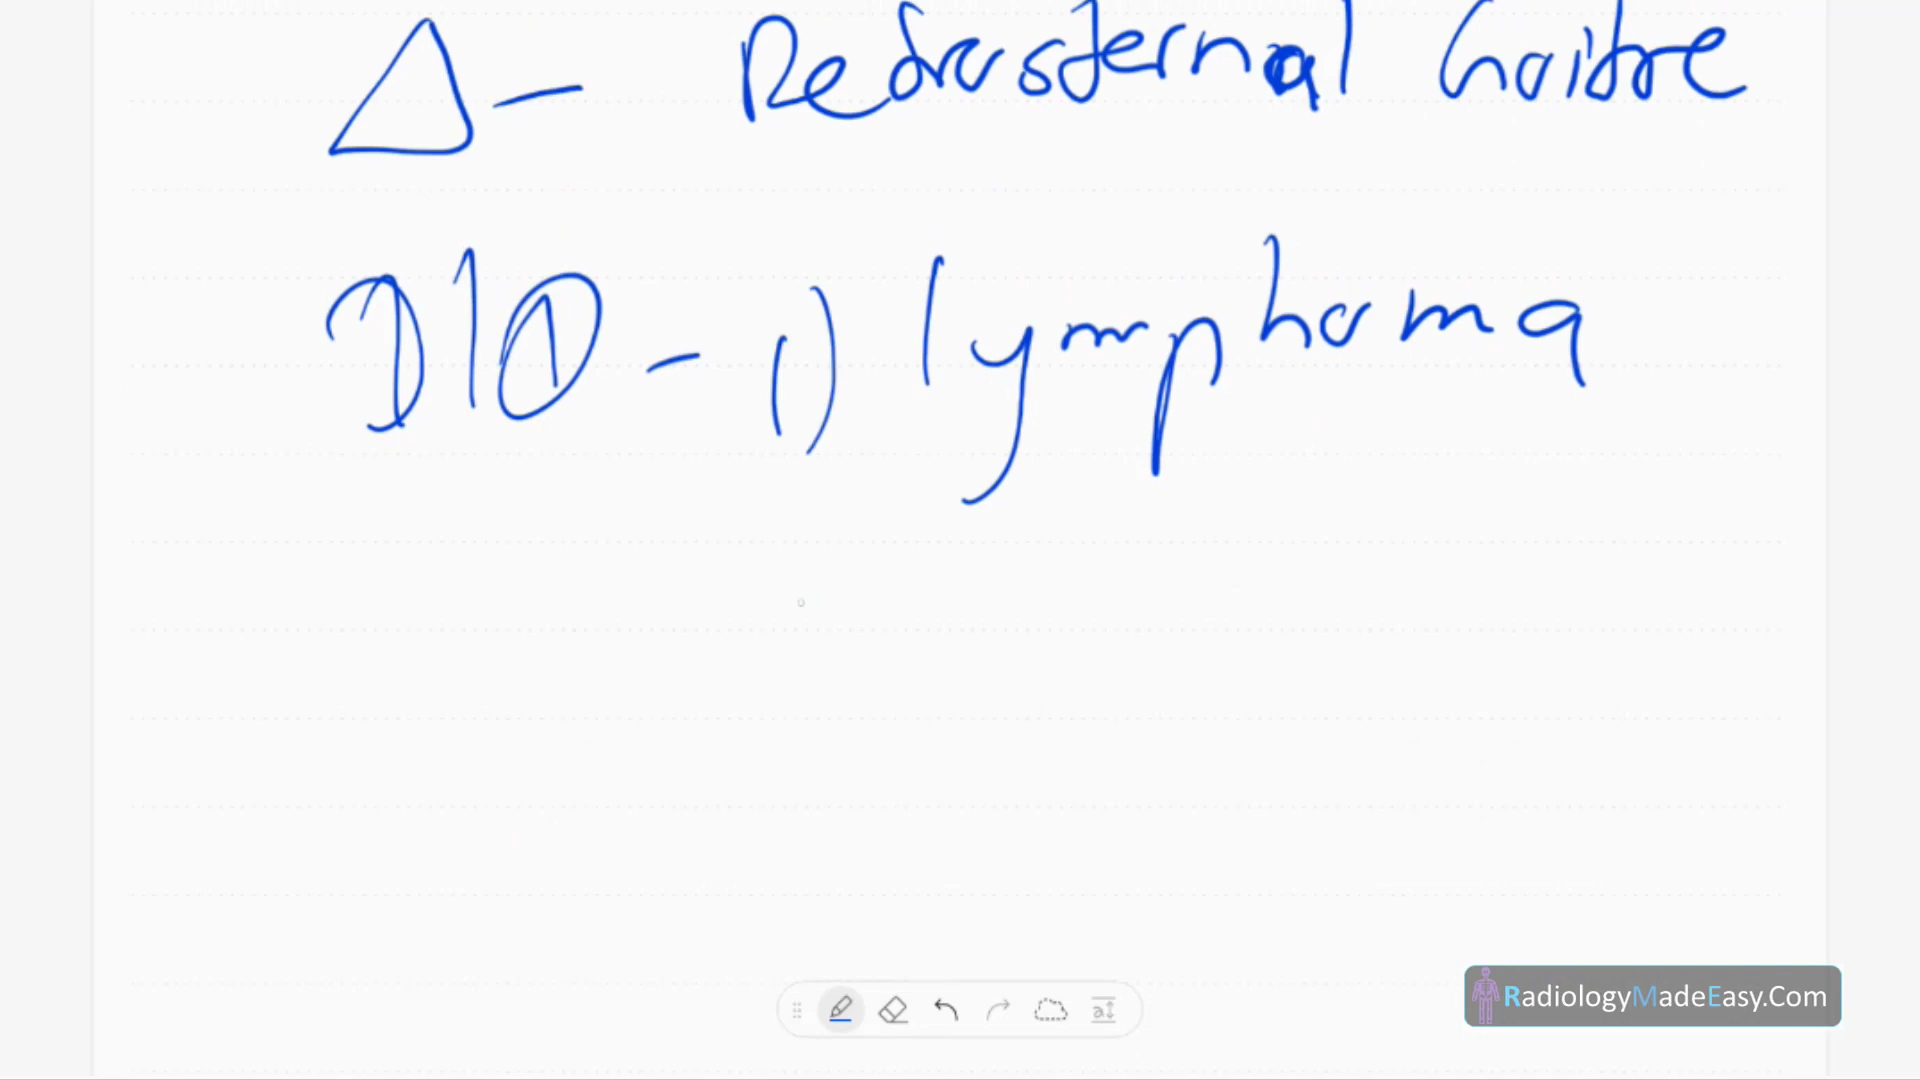 Δ- Retrosternal Goitre
D/D - 1) lymphoma
RadiologyMadeEasy.Com